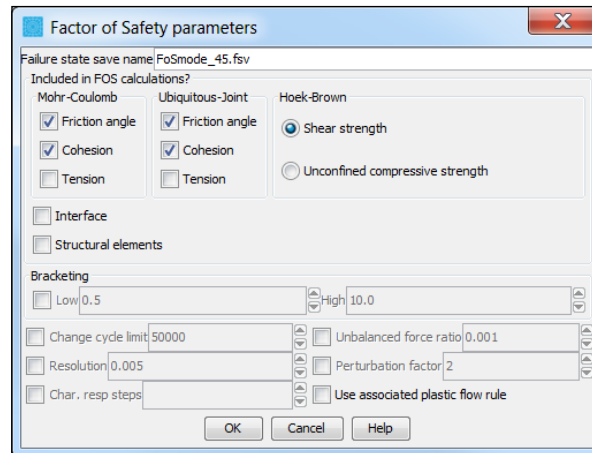 Factor of Safety parameters
Failure state save name FoSmode_45.fsv
Included in FOS calculations?
Mohr-Coulomb Ubiquitous-Joint Hoek-Brown
Friction angle Friction angle Shear strength
Cohesion Cohesion
Tension Tension Unconfined compressive strength
Interface
Structural elements
Bracketing
Low 0.5 High 10.0
Change cycle limit 50000 Unbalanced force ratio 0.001
Resolution 0.005 Perturbation factor 2
Char. resp steps Use associated plastic flow rule
OK Cancel Help